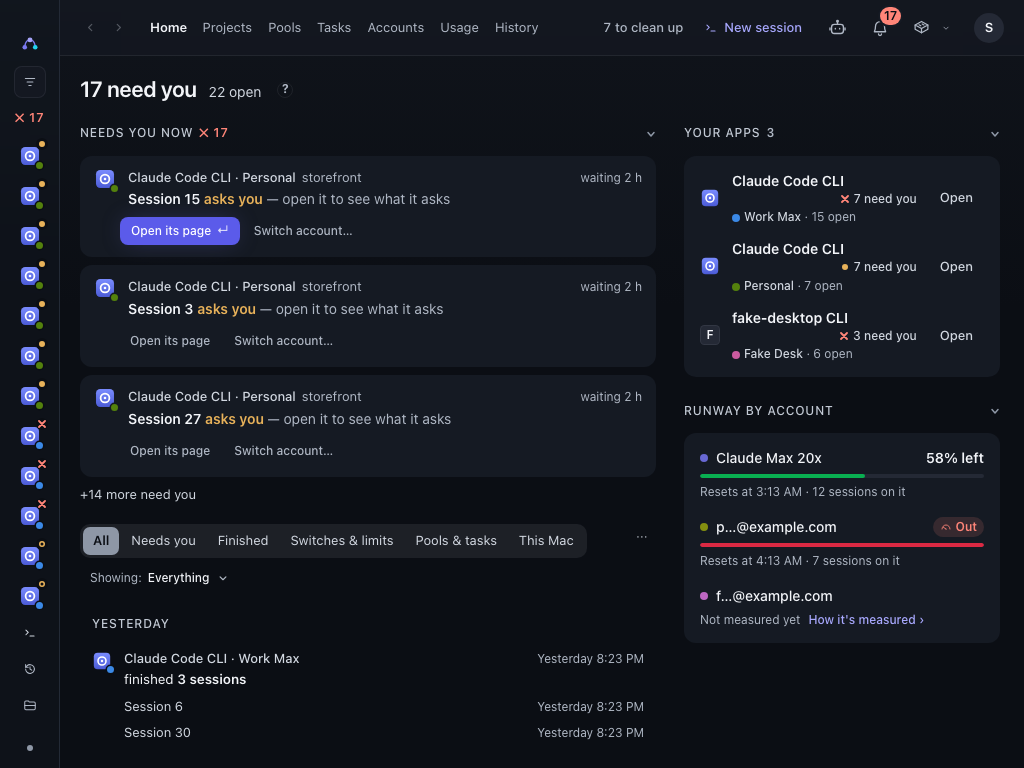 Home Projects Pools Tasks Accounts Usage History 7 to clean up New session 17 S
17
17 need you 22 open ?
NEEDS YOU NOW 17
Claude Code CLI · Personal storefront waiting 2 h
Session 15 asks you — open it to see what it asks
Open its page Switch account...
Claude Code CLI · Personal storefront waiting 2 h
Session 3 asks you — open it to see what it asks
Open its page Switch account...
Claude Code CLI · Personal storefront waiting 2 h
Session 27 asks you — open it to see what it asks
Open its page Switch account...
+14 more need you
All Needs you Finished Switches & limits Pools & tasks This Mac ...
Showing: Everything
YESTERDAY
Claude Code CLI · Work Max Yesterday 8:23 PM
finished 3 sessions
Session 6 Yesterday 8:23 PM
Session 30 Yesterday 8:23 PM
YOUR APPS 3
Claude Code CLI
7 need you Open
Work Max · 15 open
Claude Code CLI
7 need you Open
Personal · 7 open
F fake-desktop CLI
3 need you Open
Fake Desk · 6 open
RUNWAY BY ACCOUNT
Claude Max 20x 58% left
Resets at 3:13 AM · 12 sessions on it
p...@example.com Out
Resets at 4:13 AM · 7 sessions on it
f...@example.com
Not measured yet How it's measured ›